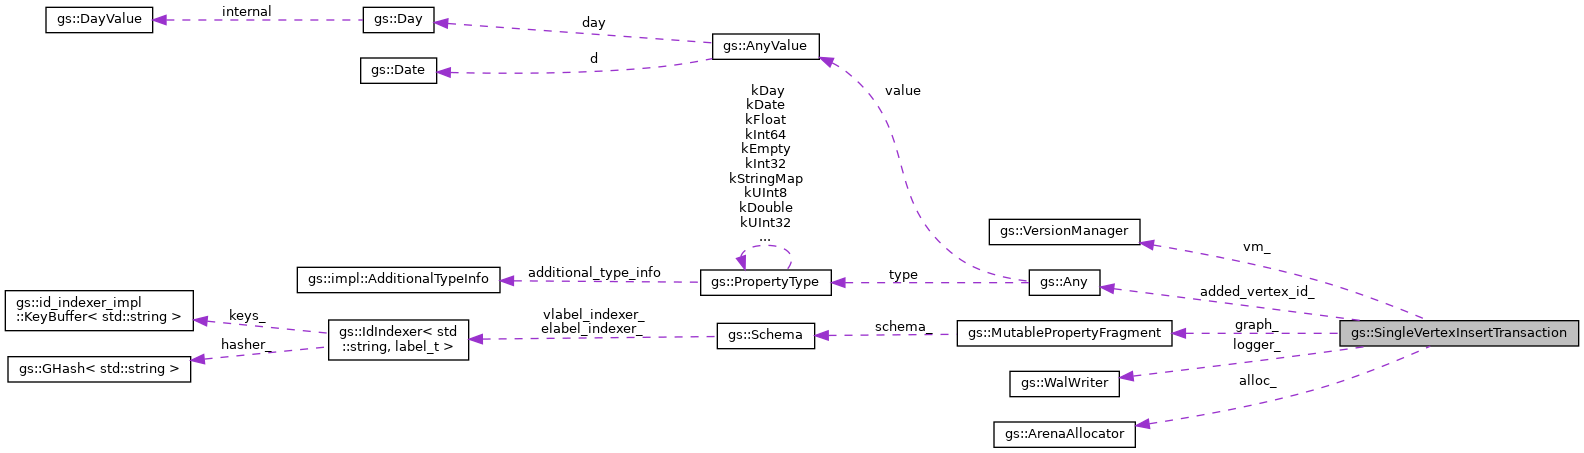 gs::DayValue
internal
gs::Day
day
gs::AnyValue
d
gs::Date
value
kDay
kDate
kFloat
kInt64
kEmpty
kInt32
kStringMap
kUInt8
kDouble
kUInt32
...
gs::VersionManager
vm_
gs::impl::AdditionalTypeInfo
additional_type_info
gs::PropertyType
type
gs::Any
added_vertex_id_
gs::id_indexer_impl
::KeyBuffer< std::string >
keys_
gs::IdIndexer< std
::string, label_t >
vlabel_indexer_
elabel_indexer_
gs::Schema
schema_
gs::MutablePropertyFragment
graph_
gs::SingleVertexInsertTransaction
logger_
hasher_
gs::GHash< std::string >
gs::WalWriter
alloc_
gs::ArenaAllocator